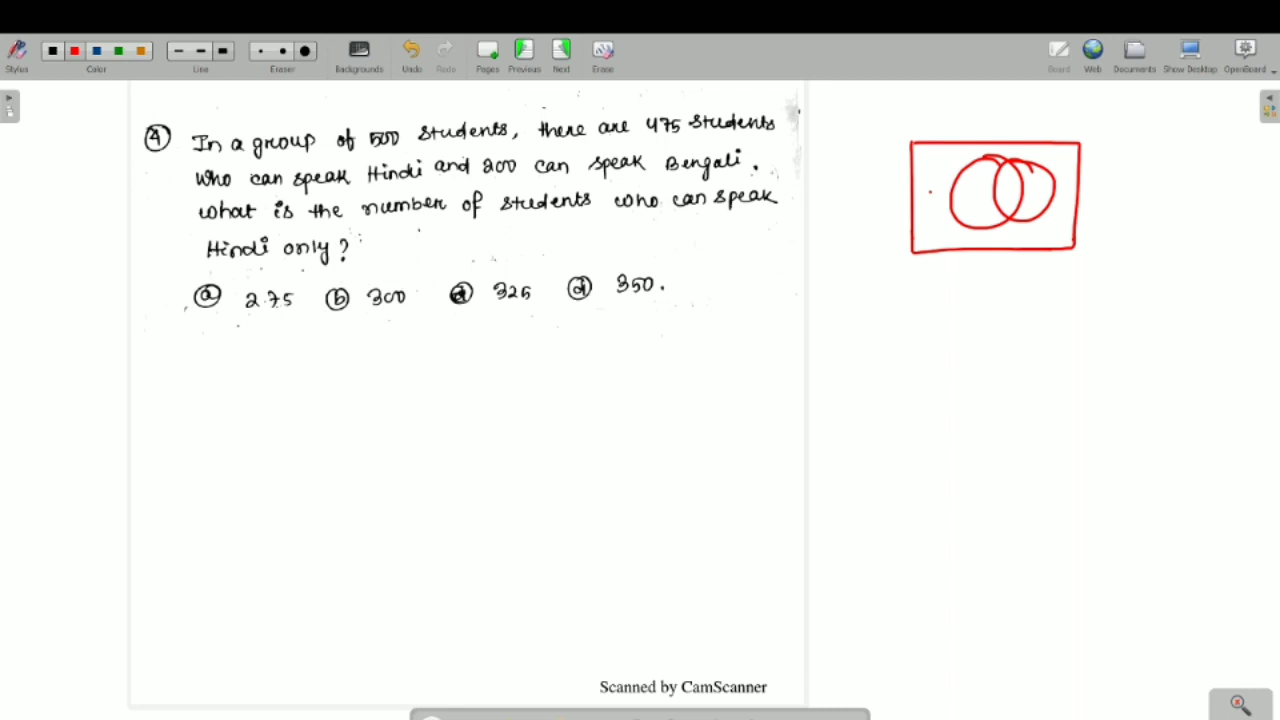 Stylus
Color
Line
Eraser
Backgrounds
Undo
Redo
Pages
Previous
Next
Erase
Board
Web
Documents
Show Desktop
OpenBoard
④ In a group of 500 students, there are 475 students
who can speak Hindi and 200 can speak Bengali.
what is the number of students who can speak
Hindi only?
ⓐ 275 ⓑ 300 325 ⓓ 350.
Scanned by CamScanner